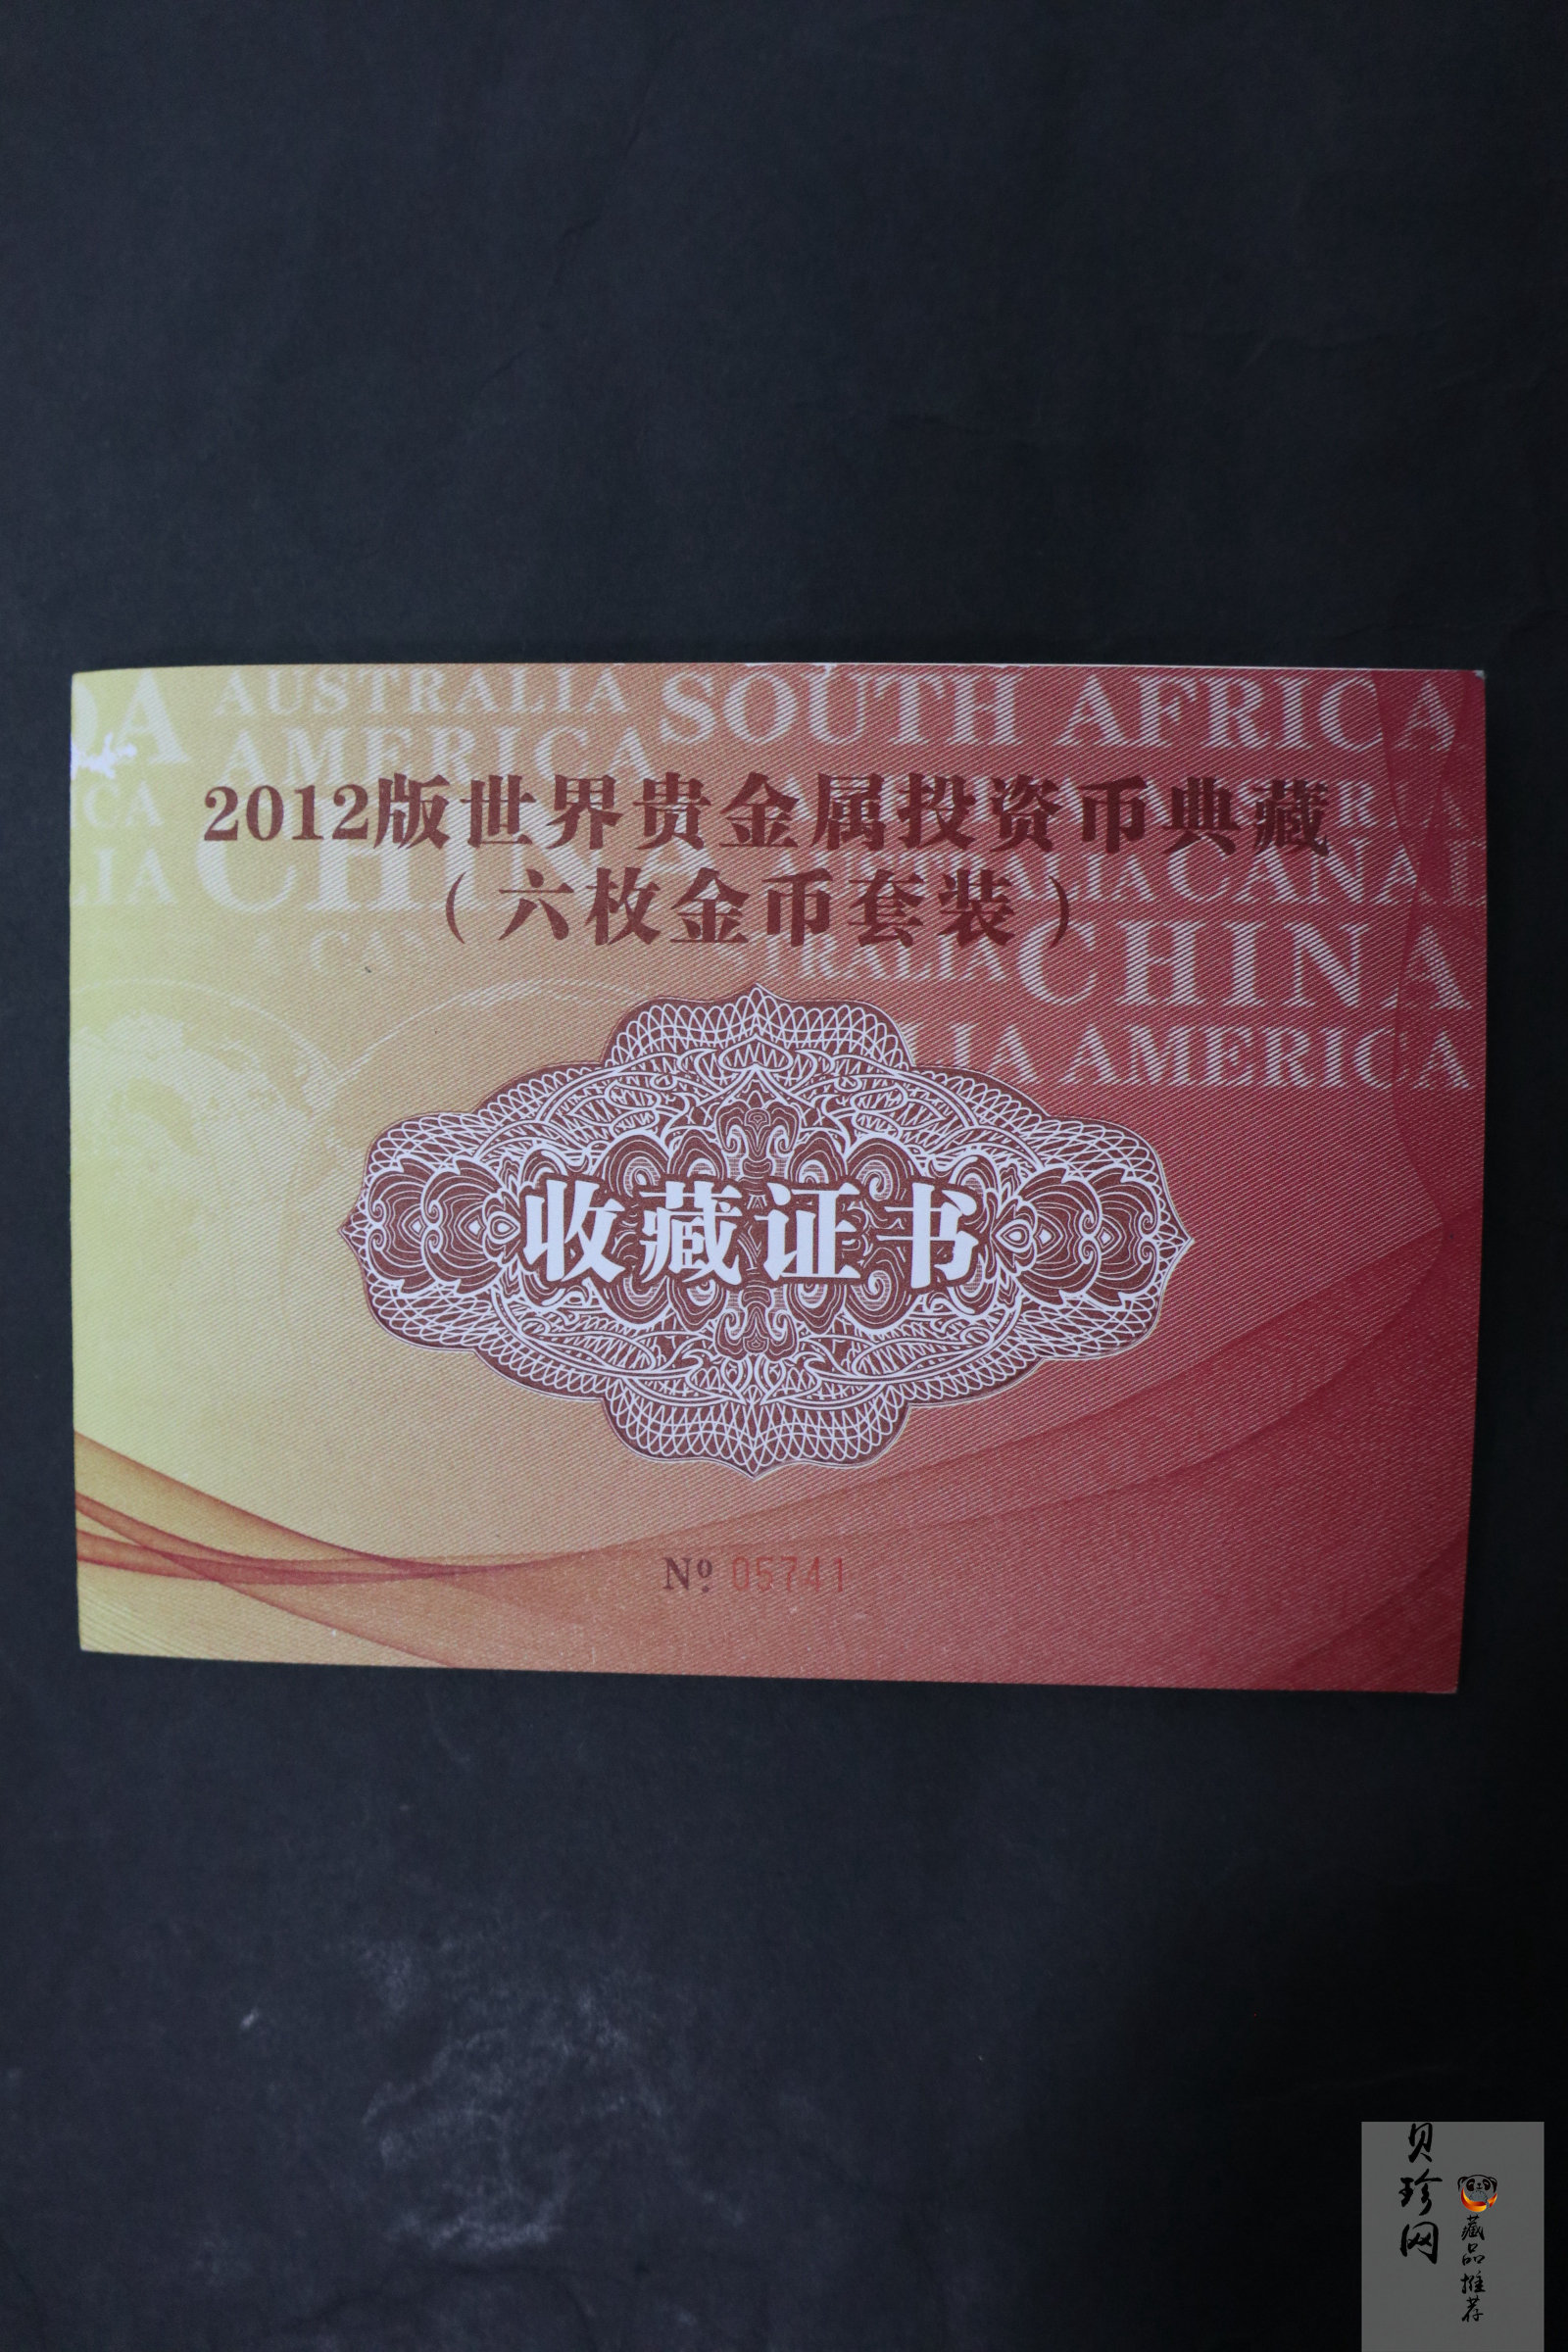 AUSTRALIA SOUTH AFRICA
AMERICA
2012版世界贵金属投资币典藏
CHINA CANAD
（六枚金币套装）
CHINA
AMERICA
收藏证书
Nº 05741
贝珍网
藏品推荐